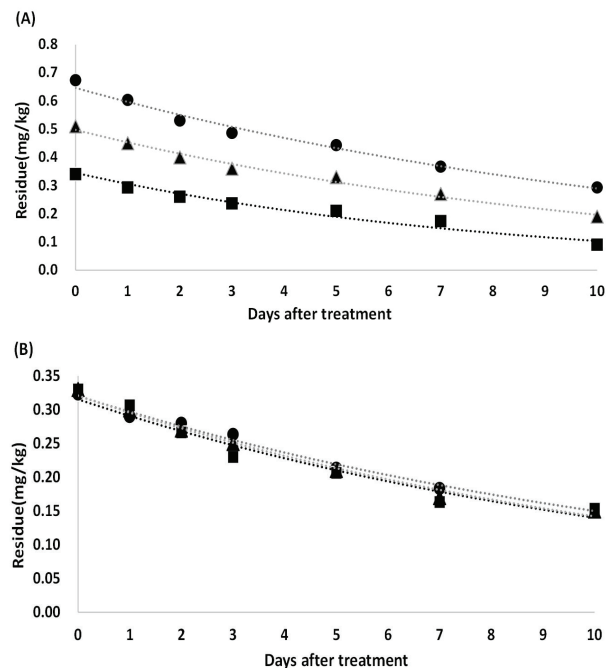 (A)
0.8
0.7
0.6
0.5
0.4
0.3
0.2
0.1
0.0
Residue(mg/kg)
0 1 2 3 4 5 6 7 8 9 10
Days after treatment
(B)
0.35
0.30
0.25
0.20
0.15
0.10
0.05
0.00
Residue(mg/kg)
0 1 2 3 4 5 6 7 8 9 10
Days after treatment